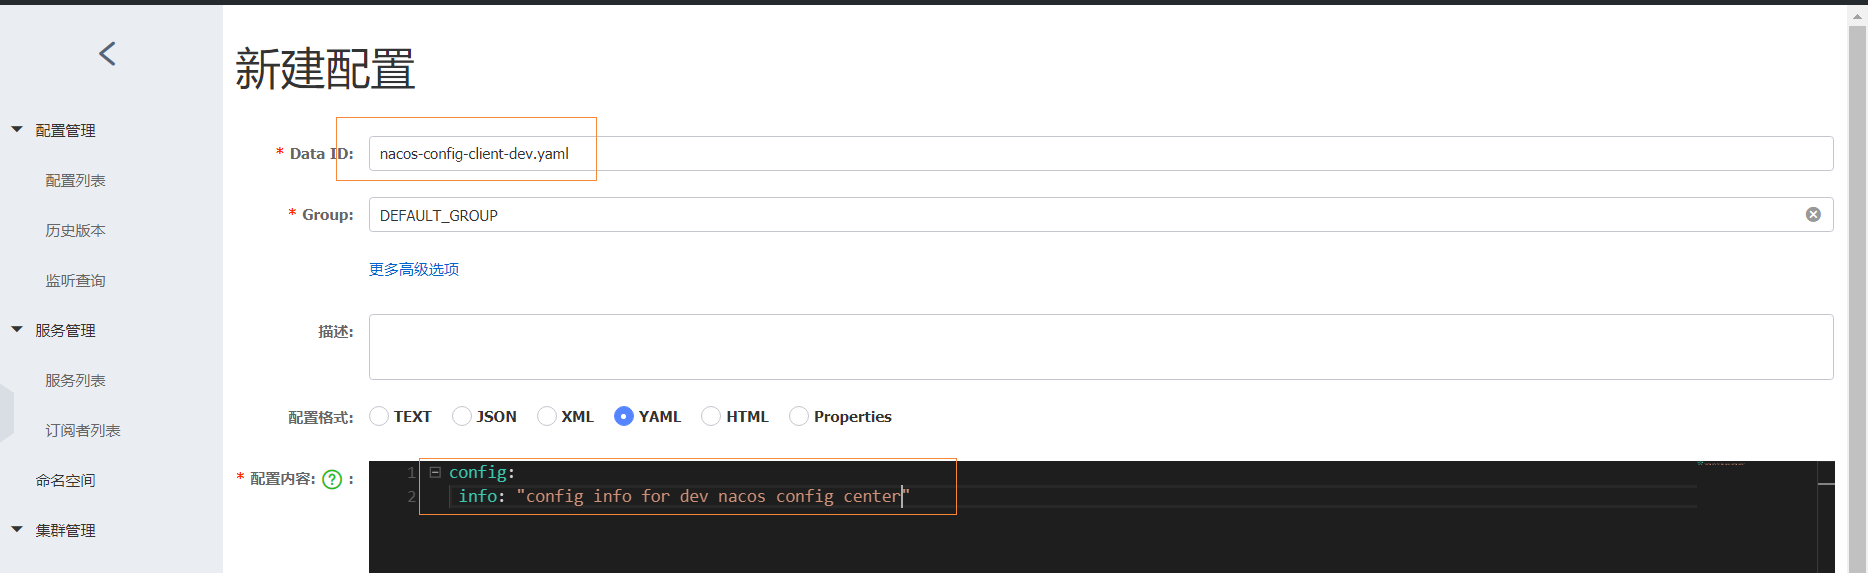 新建配置
配置管理
配置列表
历史版本
监听查询
服务管理
服务列表
订阅者列表
命名空间
集群管理
* Data ID: nacos-config-client-dev.yaml
* Group: DEFAULT_GROUP
更多高级选项
描述:
配置格式: TEXT JSON XML YAML HTML Properties
* 配置内容: ? :
1 config:
2 info: "config info for dev nacos config center"